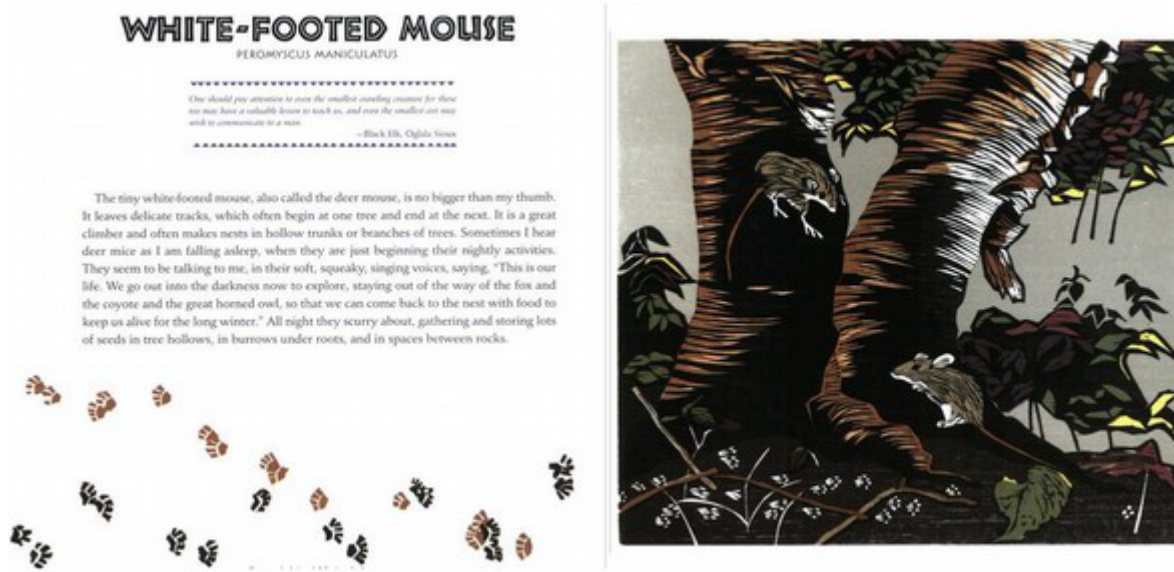 WHITE-FOOTED MOUSE
PEROMYSCUS MANICULATUS
One should pay attention to even the smallest crawling creature for these
too may have a valuable lesson to teach us, and even the smallest ant may
wish to communicate to a man.
—Black Elk, Oglala Sioux
The tiny white-footed mouse, also called the deer mouse, is no bigger than my thumb.
It leaves delicate tracks, which often begin at one tree and end at the next. It is a great
climber and often makes nests in hollow trunks or branches of trees. Sometimes I hear
deer mice as I am falling asleep, when they are just beginning their nightly activities.
They seem to be talking to me, in their soft, squeaky, singing voices, saying, "This is our
life. We go out into the darkness now to explore, staying out of the way of the fox and
the coyote and the great horned owl, so that we can come back to the nest with food to
keep us alive for the long winter." All night they scurry about, gathering and storing lots
of seeds in tree hollows, in burrows under roots, and in spaces between rocks.